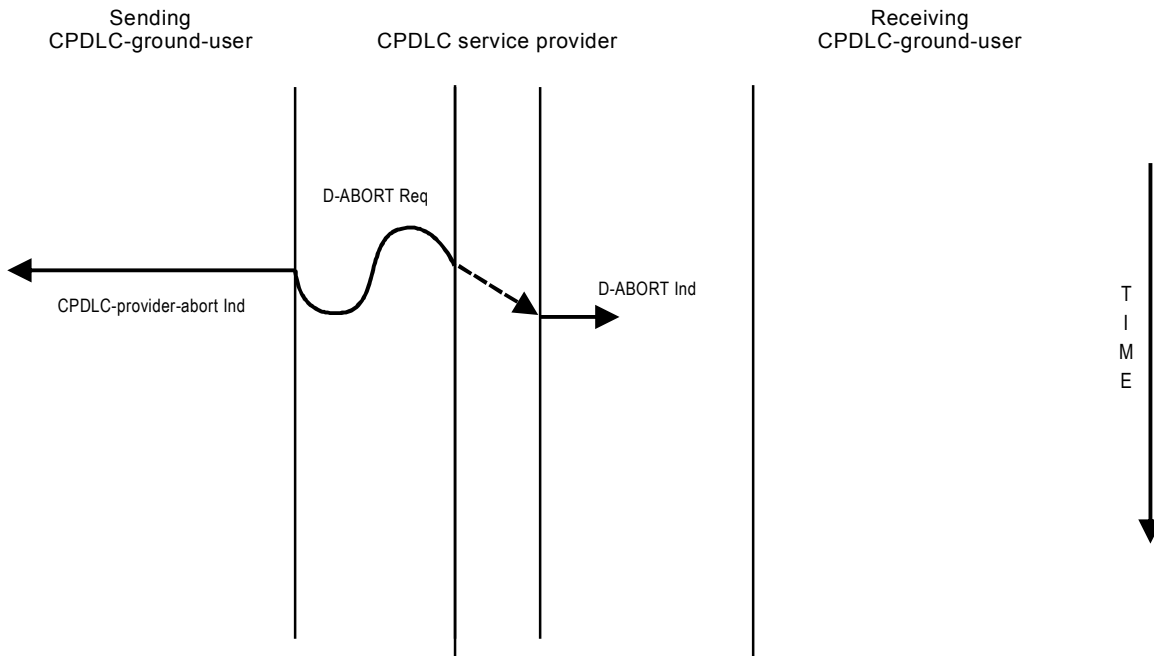 Sending
CPDLC-ground-user
CPDLC service provider
Receiving
CPDLC-ground-user
D-ABORT Req
CPDLC-provider-abort Ind
D-ABORT Ind
T
I
M
E